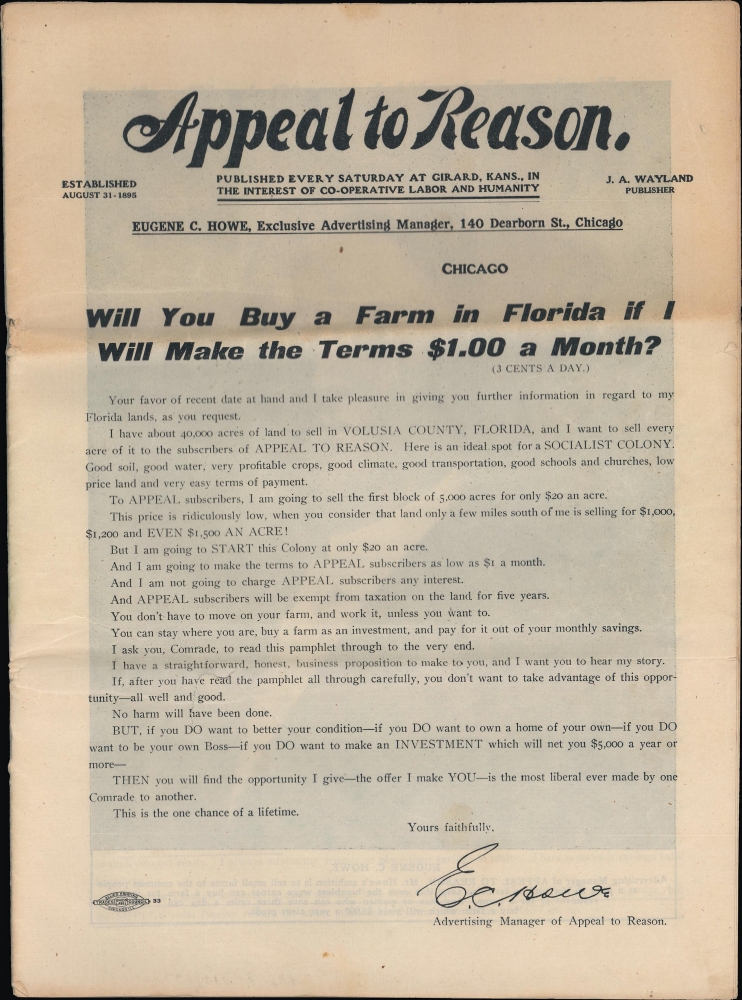 Appeal to Reason.
ESTABLISHED
AUGUST 31-1895
PUBLISHED EVERY SATURDAY AT GIRARD, KANS., IN
THE INTEREST OF CO-OPERATIVE LABOR AND HUMANITY
J. A. WAYLAND
PUBLISHER
EUGENE C. HOWE, Exclusive Advertising Manager, 140 Dearborn St., Chicago
CHICAGO
Will You Buy a Farm in Florida if I
Will Make the Terms $1.00 a Month?
(3 CENTS A DAY.)
Your favor of recent date at hand and I take pleasure in giving you further information in regard to my
Florida lands, as you request.
I have about 40,000 acres of land to sell in VOLUSIA COUNTY, FLORIDA, and I want to sell every
acre of it to the subscribers of APPEAL TO REASON. Here is an ideal spot for a SOCIALIST COLONY.
Good soil, good water, very profitable crops, good climate, good transportation, good schools and churches, low
price land and very easy terms of payment.
To APPEAL subscribers, I am going to sell the first block of 5,000 acres for only $20 an acre.
This price is ridiculously low, when you consider that land only a few miles south of me is selling for $1,000,
$1,200 and EVEN $1,500 AN ACRE!
But I am going to START this Colony at only $20 an acre.
And I am going to make the terms to APPEAL subscribers as low as $1 a month.
And I am not going to charge APPEAL subscribers any interest.
And APPEAL subscribers will be exempt from taxation on the land for five years.
You don't have to move on your farm, and work it, unless you want to.
You can stay where you are, buy a farm as an investment, and pay for it out of your monthly savings.
I ask you, Comrade, to read this pamphlet through to the very end.
I have a straightforward, honest, business proposition to make to you, and I want you to hear my story.
If, after you have read the pamphlet all through carefully, you don't want to take advantage of this oppor-
tunity—all well and good.
No harm will have been done.
BUT, if you DO want to better your condition—if you DO want to own a home of your own—if you DO
want to be your own Boss—if you DO want to make an INVESTMENT which will net you $5,000 a year or
more—
THEN you will find the opportunity I give—the offer I make YOU—is the most liberal ever made by one
Comrade to another.
This is the one chance of a lifetime.
Yours faithfully,
E. C. Howe
33
Advertising Manager of Appeal to Reason.